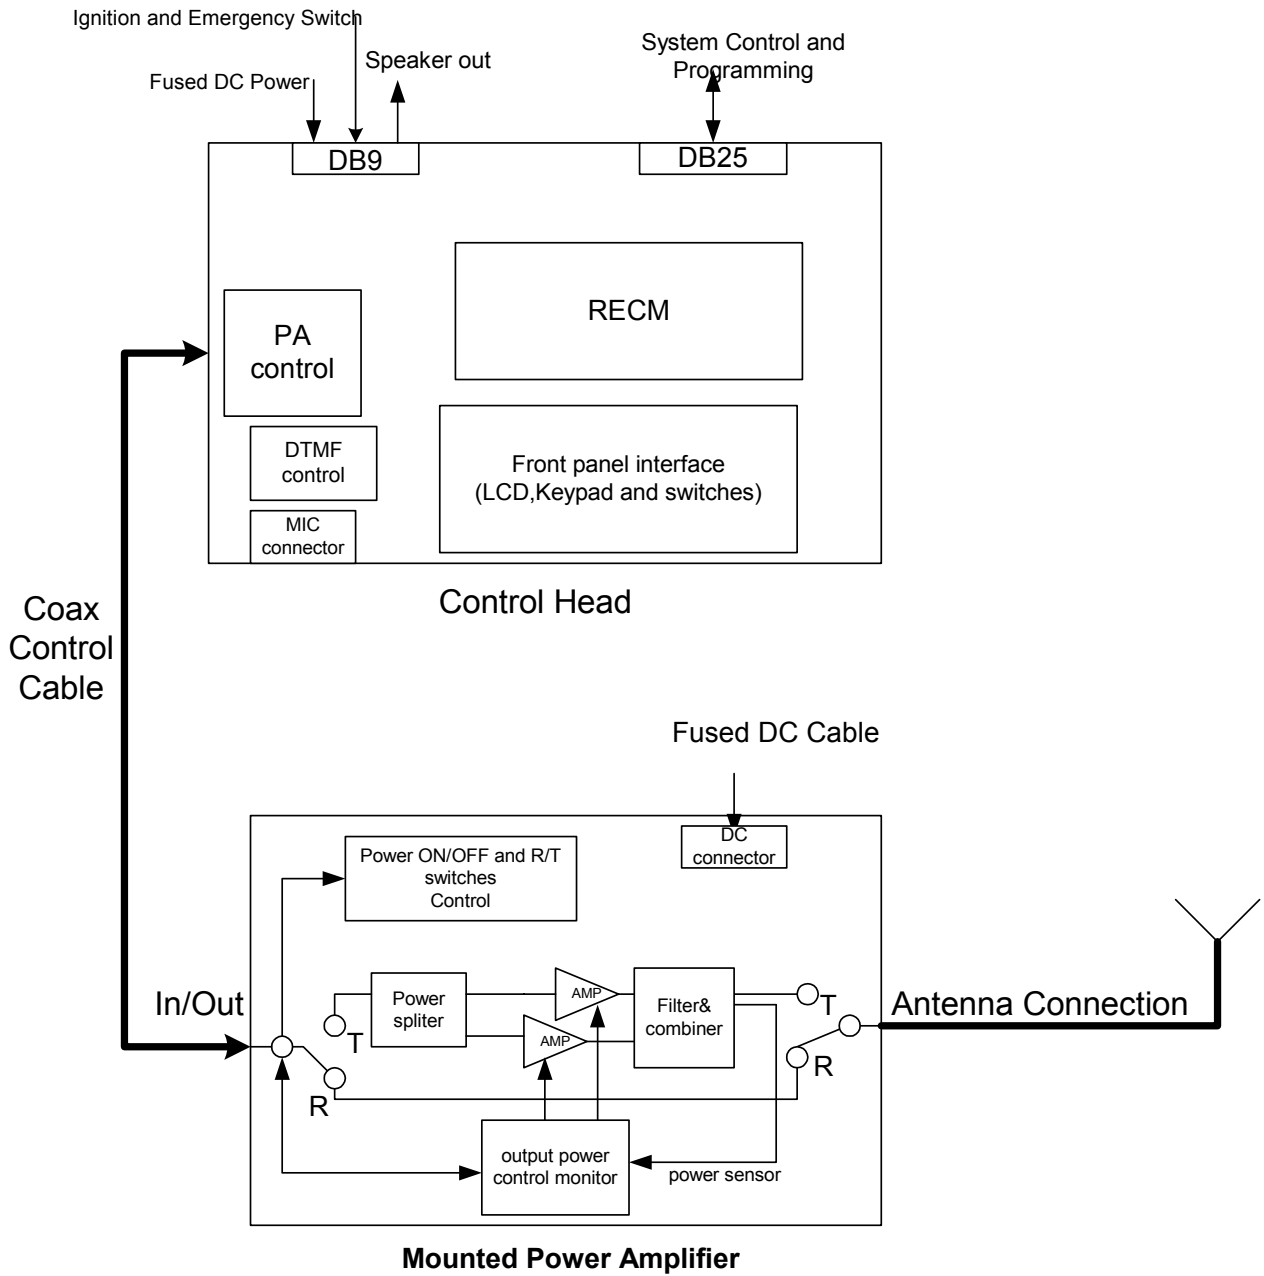 Ignition and Emergency Switch
Speaker out
Fused DC Power
System Control and
Programming
DB9
DB25
RECM
PA
control
DTMF
control
MIC
connector
Front panel interface
(LCD,Keypad and switches)
Control Head
Coax
Control
Cable
Fused DC Cable
DC
connector
Power ON/OFF and R/T
switches
Control
In/Out
Power
spliter
AMP
AMP
Filter&
combiner
T
T
R
R
Antenna Connection
output power
control monitor
power sensor
Mounted Power Amplifier